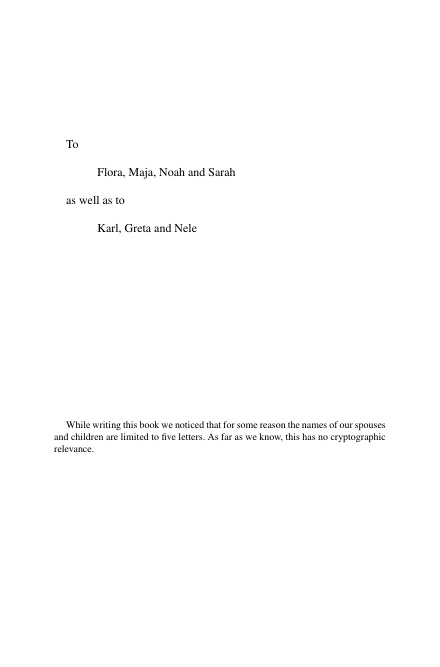 To
Flora, Maja, Noah and Sarah
as well as to
Karl, Greta and Nele
While writing this book we noticed that for some reason the names of our spouses
and children are limited to five letters. As far as we know, this has no cryptographic
relevance.